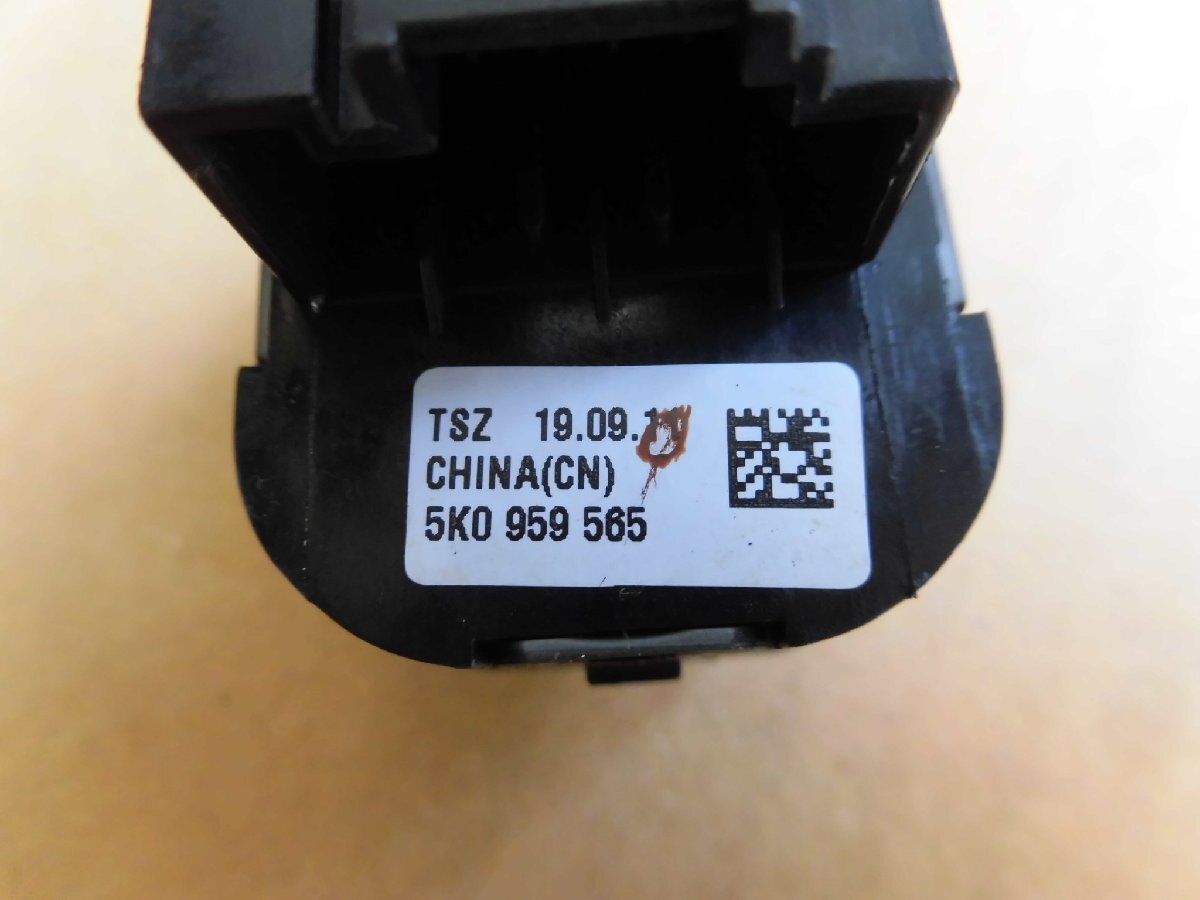 TSZ 19.09.
CHINA(CN)
5K0 959 565